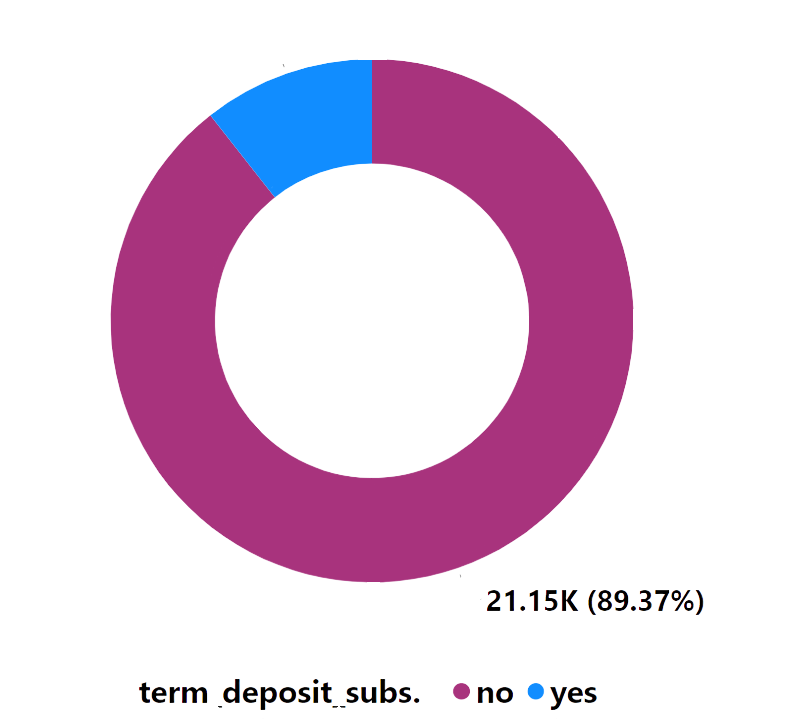 21.15K (89.37%)
term_deposit_subs. no yes